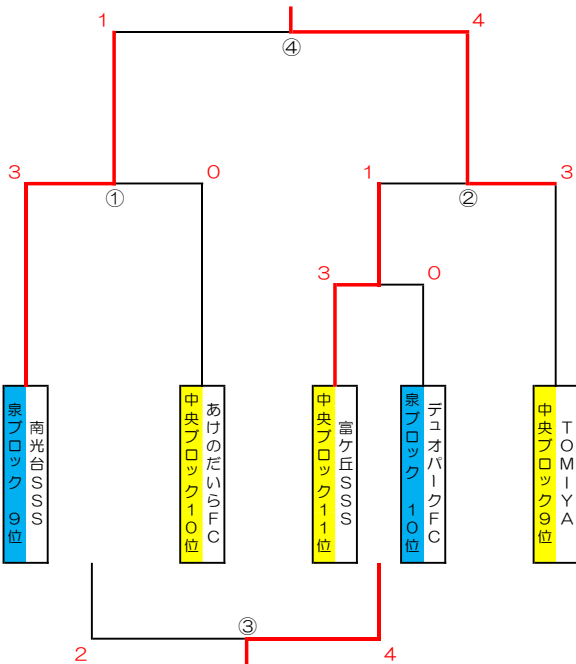 1
4
④
3
0
1
3
①
②
3
0
泉ブロック 9位
南光台SSS
中央ブロック10位
あけのだいらFC
中央ブロック11位
富ケ丘SSS
泉ブロック 10位
デュオパークFC
中央ブロック9位
TOMIYA
③
2
4